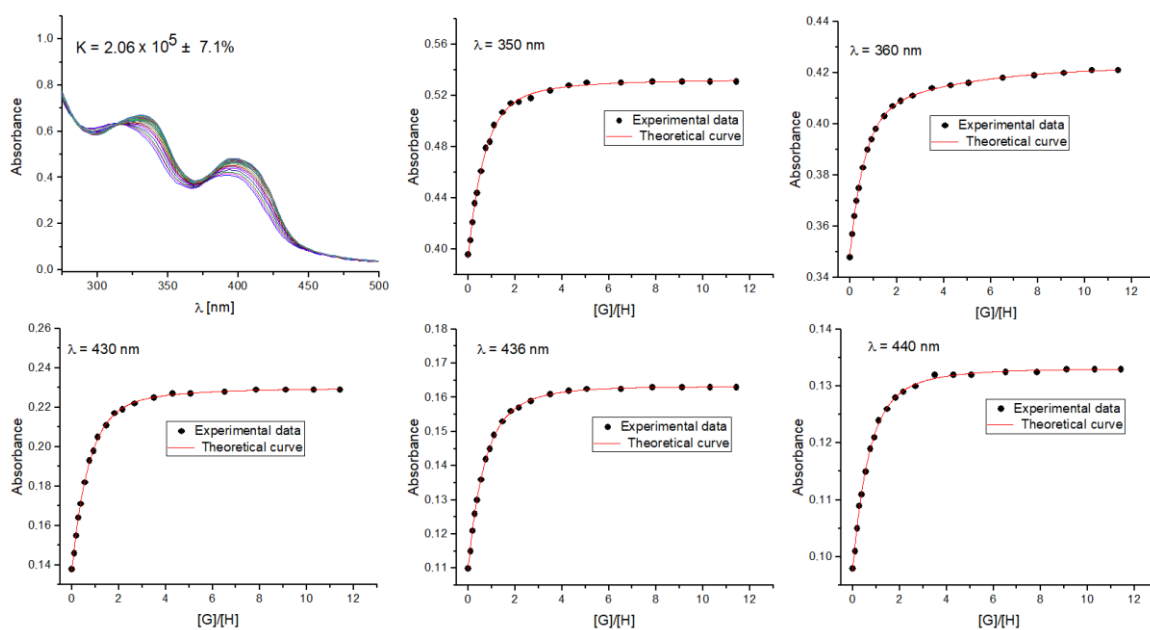 K = 2.06 x 10^5 ± 7.1%
Absorbance
1.0
0.8
0.6
0.4
0.2
0.0
300 350 400 450 500
λ [nm]
λ = 350 nm
Absorbance
0.56
0.52
0.48
0.44
0.40
Experimental data
Theoretical curve
0 2 4 6 8 10 12
[G]/[H]
λ = 360 nm
Absorbance
0.42
0.40
0.38
0.36
0.34
Experimental data
Theoretical curve
0 2 4 6 8 10 12
[G]/[H]
λ = 430 nm
Absorbance
0.26
0.24
0.22
0.20
0.18
0.16
0.14
Experimental data
Theoretical curve
0 2 4 6 8 10 12
[G]/[H]
λ = 436 nm
Absorbance
0.18
0.17
0.16
0.15
0.14
0.13
0.12
0.11
Experimental data
Theoretical curve
0 2 4 6 8 10 12
[G]/[H]
λ = 440 nm
Absorbance
0.14
0.13
0.12
0.11
0.10
Experimental data
Theoretical curve
0 2 4 6 8 10 12
[G]/[H]